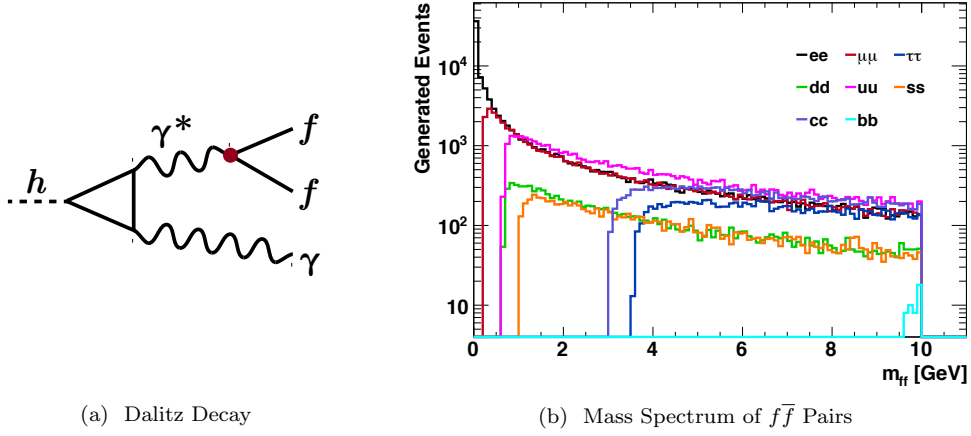 h
γ*
f
f
γ
(a) Dalitz Decay
Generated Events
10⁴
10³
10²
10
ee μμ ττ
dd uu ss
cc bb
0 2 4 6 8 10
m_ff [GeV]
(b) Mass Spectrum of f f̅ Pairs